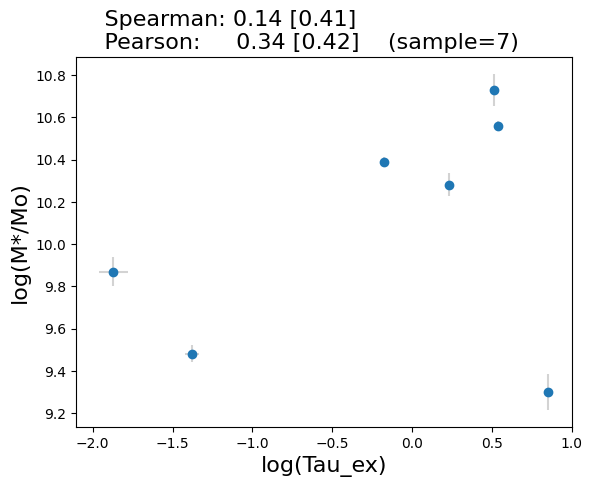 Spearman: 0.14 [0.41]
Pearson: 0.34 [0.42] (sample=7)
10.8
10.6
10.4
10.2
10.0
9.8
9.6
9.4
9.2
log(M*/Mo)
−2.0 −1.5 −1.0 −0.5 0.0 0.5 1.0
log(Tau_ex)